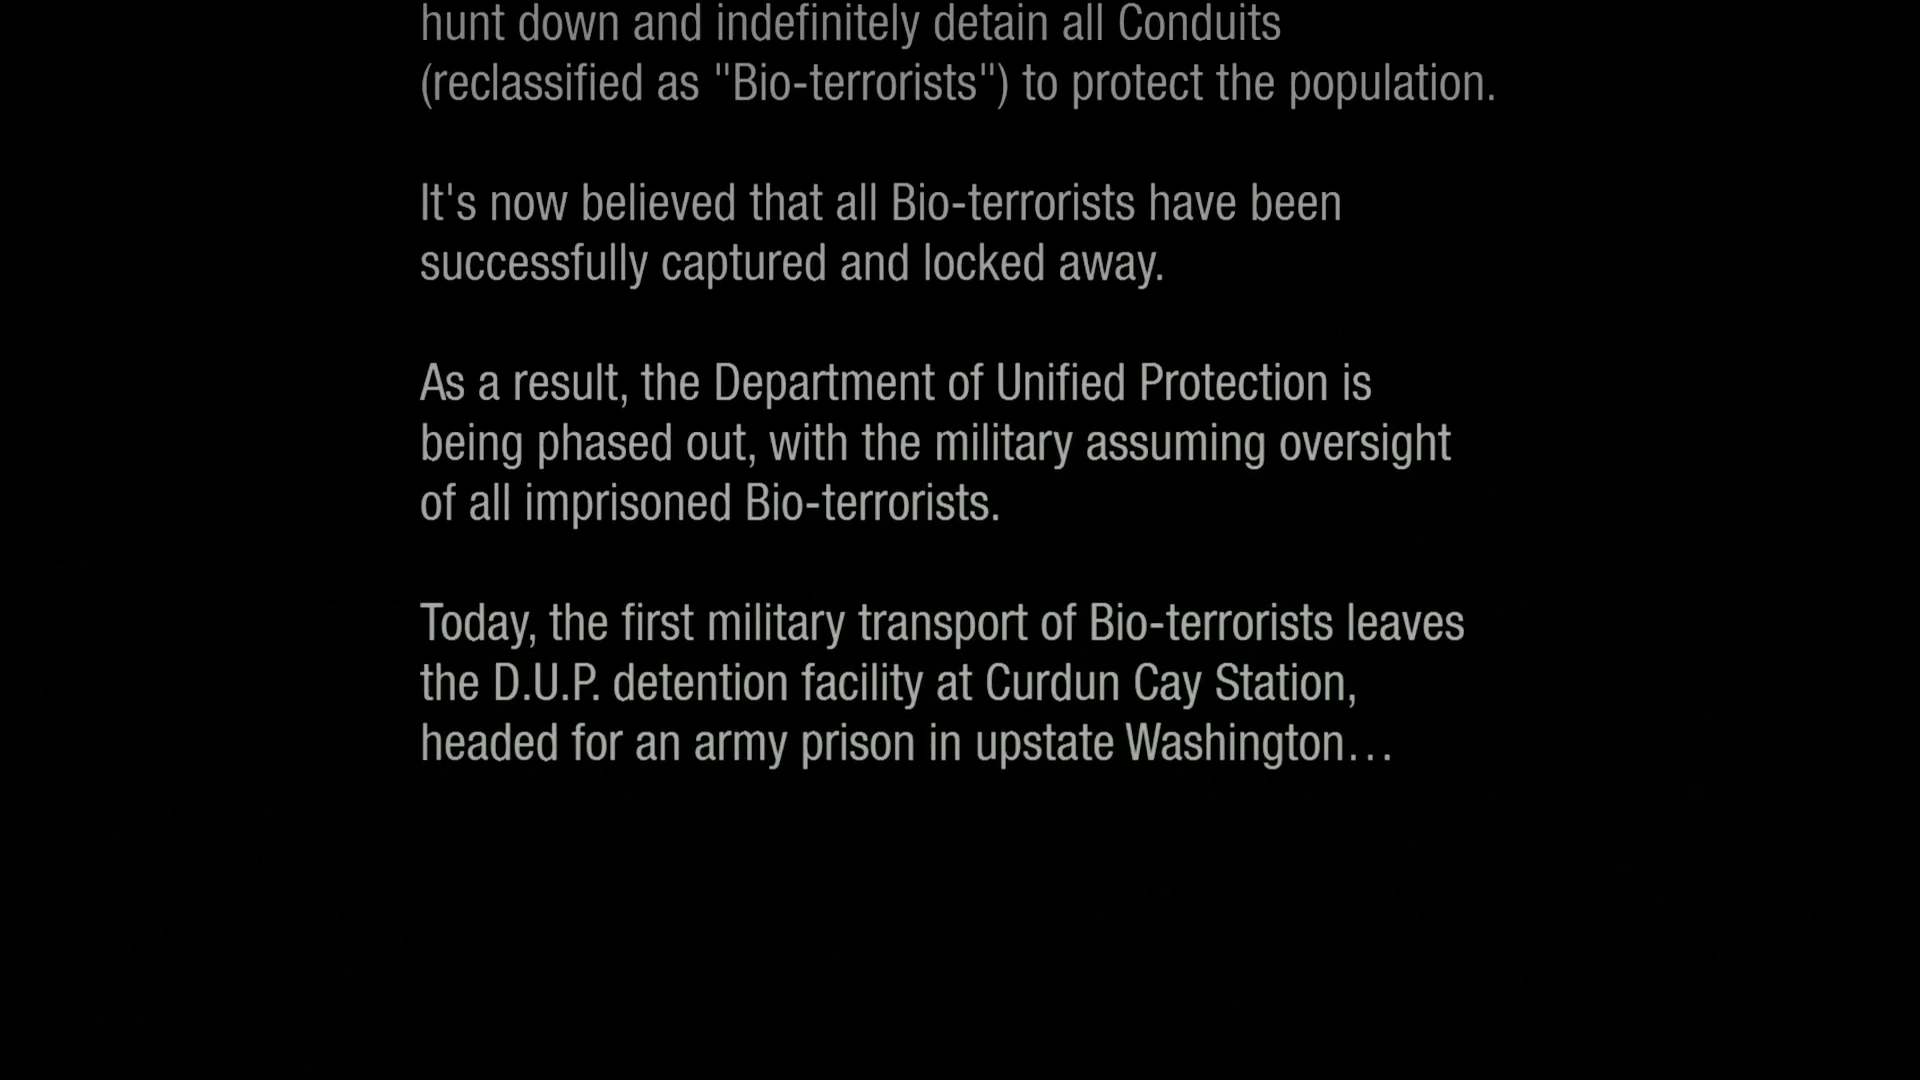 hunt down and indefinitely detain all Conduits
(reclassified as "Bio-terrorists") to protect the population.
It's now believed that all Bio-terrorists have been
successfully captured and locked away.
As a result, the Department of Unified Protection is
being phased out, with the military assuming oversight
of all imprisoned Bio-terrorists.
Today, the first military transport of Bio-terrorists leaves
the D.U.P. detention facility at Curdun Cay Station,
headed for an army prison in upstate Washington...